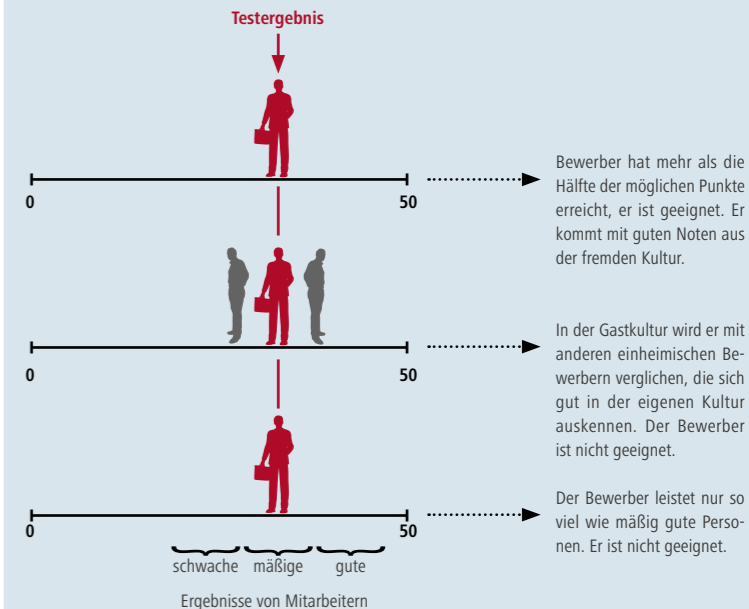 Testergebnis
0
50
Bewerber hat mehr als die
Hälfte der möglichen Punkte
erreicht, er ist geeignet. Er
kommt mit guten Noten aus
der fremden Kultur.
0
50
In der Gastkultur wird er mit
anderen einheimischen Be-
werbern verglichen, die sich
gut in der eigenen Kultur
auskennen. Der Bewerber
ist nicht geeignet.
0
50
Der Bewerber leistet nur so
viel wie mäßig gute Perso-
nen. Er ist nicht geeignet.
schwache mäßige gute
Ergebnisse von Mitarbeitern